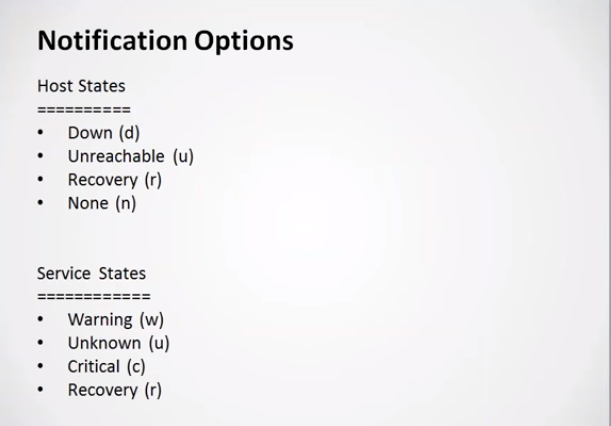 Notification Options
Host States
==========
• Down (d)
• Unreachable (u)
• Recovery (r)
• None (n)
Service States
============
• Warning (w)
• Unknown (u)
• Critical (c)
• Recovery (r)